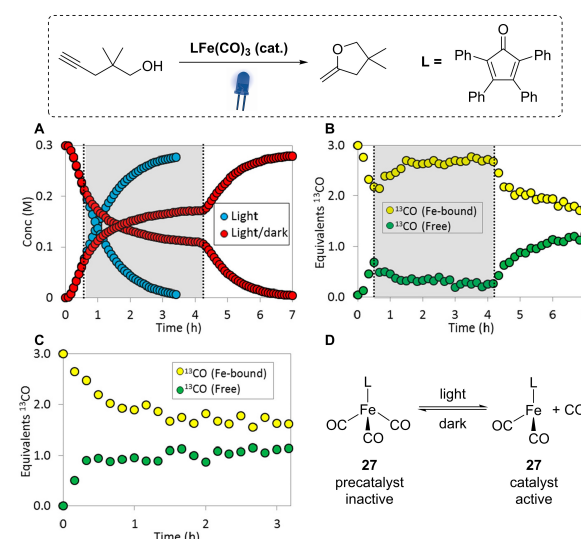 LFe(CO)3 (cat.)
OH
O
L =
O
Ph
Ph
Ph
Ph
A
0.3
0.2
0.1
0
Conc (M)
Light
Light/dark
0 1 2 3 4 5 6 7
Time (h)
B
3.0
2.0
1.0
0.0
Equivalents 13CO
13CO (Fe-bound)
13CO (Free)
0 1 2 3 4 5 6
Time (h)
C
3.0
2.0
1.0
0.0
Equivalents 13CO
13CO (Fe-bound)
13CO (Free)
0 1 2 3
Time (h)
D
L
Fe
OC
CO
CO
light
dark
L
Fe
OC
CO
+ CO
27
precatalyst
inactive
27
catalyst
active